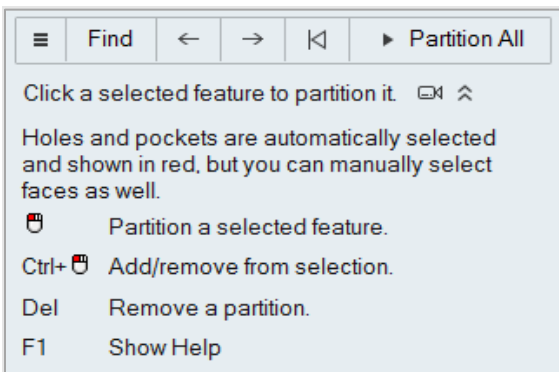 Find Partition All
Click a selected feature to partition it.
Holes and pockets are automatically selected
and shown in red, but you can manually select
faces as well.
Partition a selected feature.
Ctrl+ Add/remove from selection.
Del Remove a partition.
F1 Show Help